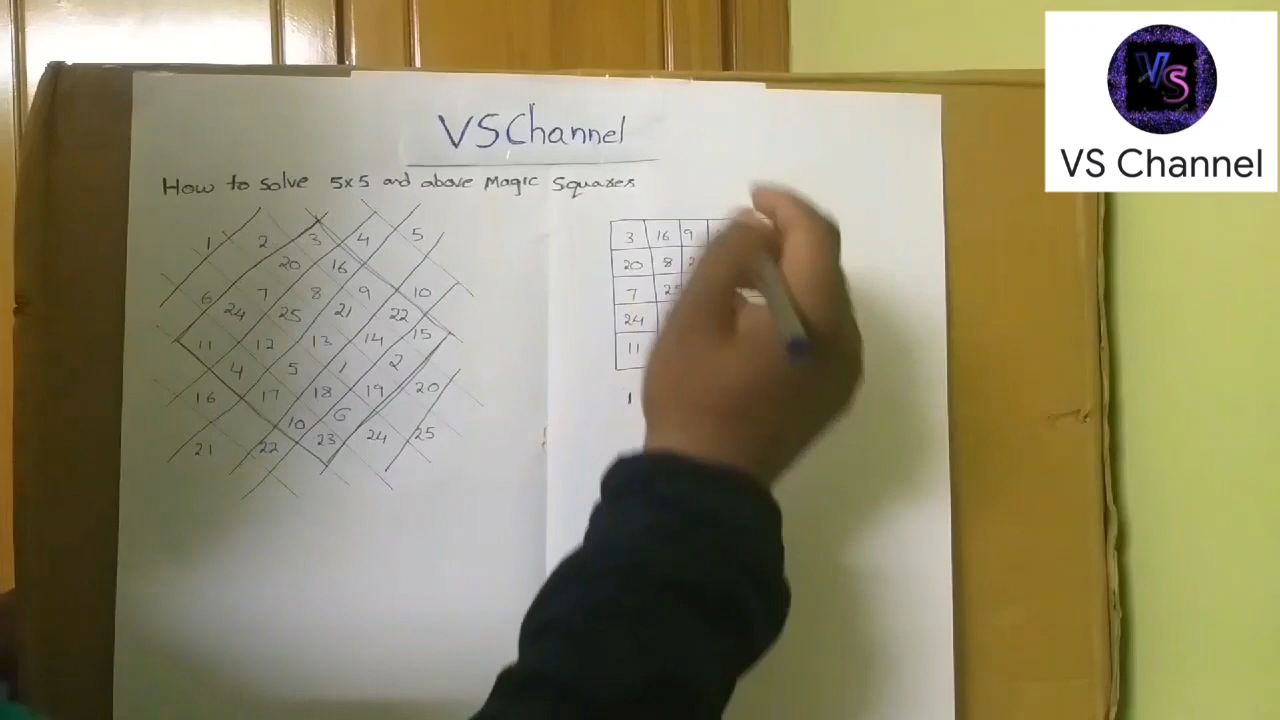 VS
VS Channel
VSChannel
How to solve 5x5 and above Magic Squares
1 2 3 4 5
20 16
6 7 8 9 10
24 25 21 22
11 12 13 14 15
4 5 1 2
16 17 18 19 20
10 6
21 22 23 24 25
3 16 9
20 8
7
24
11
1